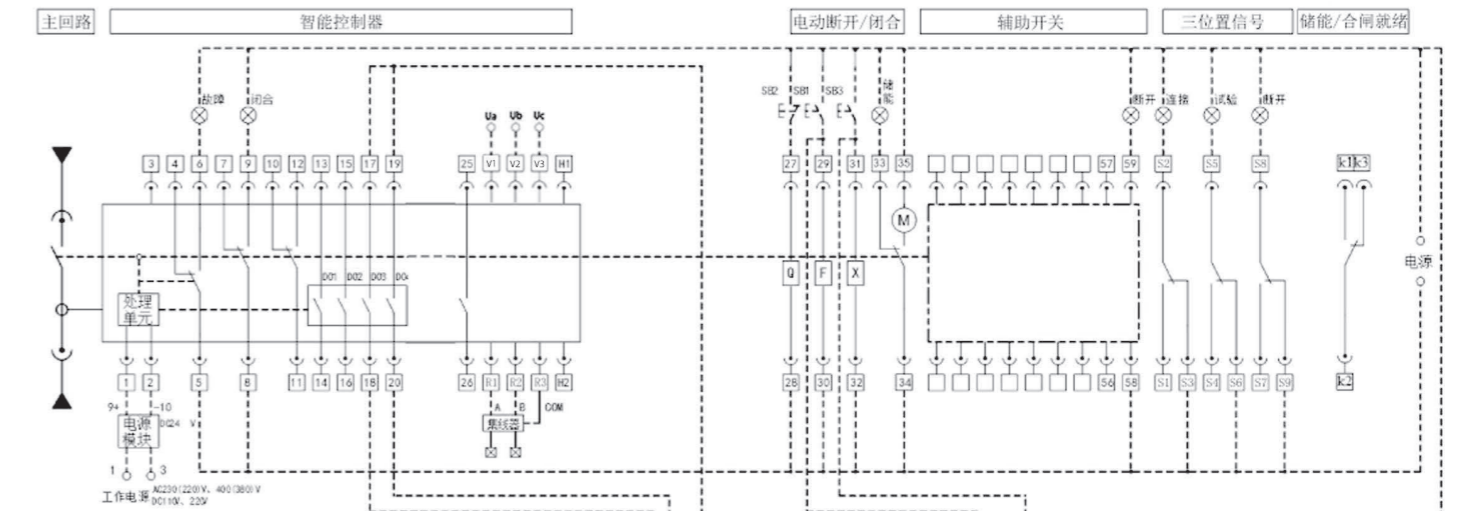 主回路 智能控制器 电动断开/闭合 辅助开关 三位置信号 储能/合闸就绪
SB2 SB1 SB3 储能
故障 闭合 断开 连接 试验 断开
Ua Ub Uc
3 4 6 7 9 10 12 13 15 17 19 25 V1 V2 V3 H1 27 29 31 33 35 57 59 S2 S5 S8 k1 k3
M
电源
DO1 DO2 DO3 Q F X
处理
单元
1 2 5 8 11 14 16 18 20 26 R1 R2 R3 H2 28 30 32 34 56 58 S1 S3 S4 S6 S7 S9 k2
9+ -10 A B COM
电源 DC24 V 集线器
模块
1 3
工作电源 AC230(220)V、400(380)V
DC110V、220V